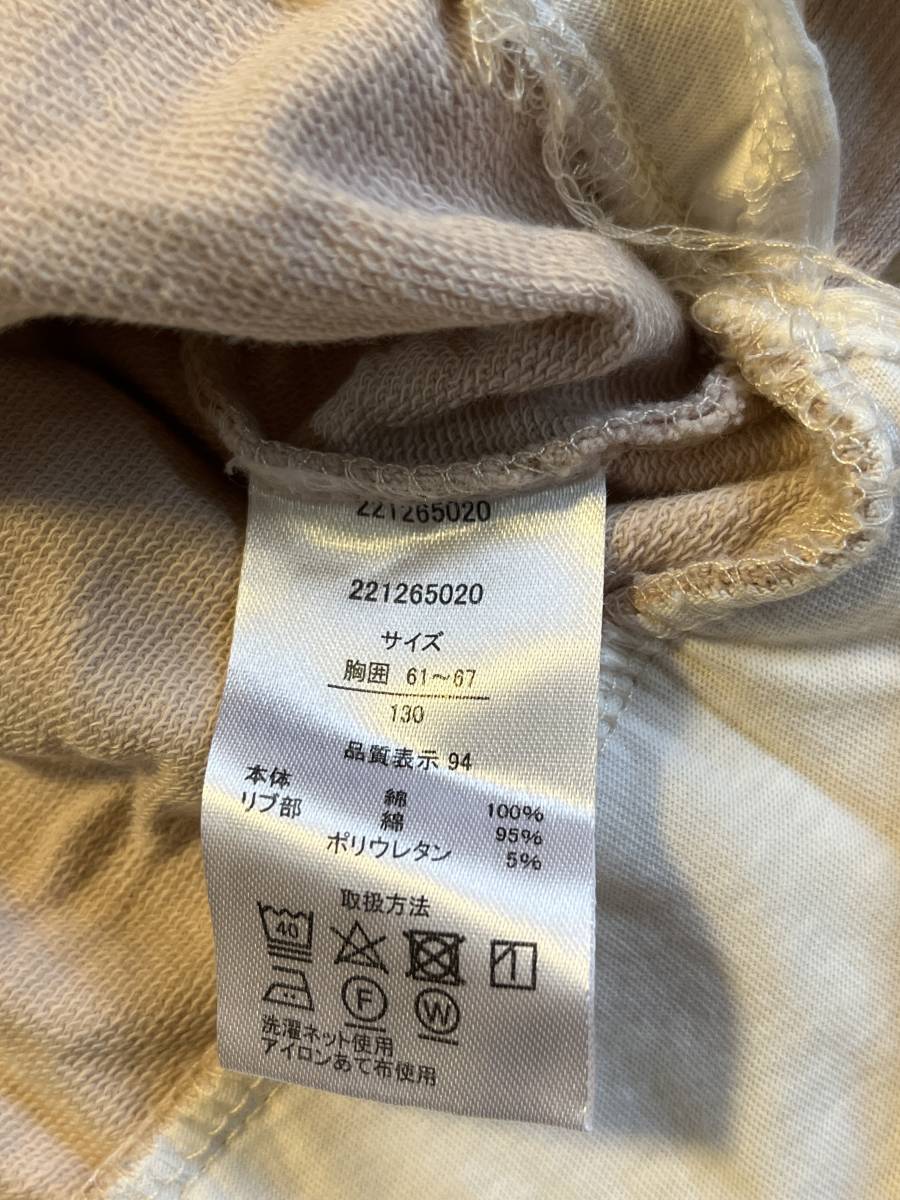 221265020
221265020
サイズ
胸囲 61～67
130
品質表示 94
本体 綿 100%
リブ部 綿 95%
ポリウレタン 5%
取扱方法
40
F W
洗濯ネット使用
アイロンあて布使用